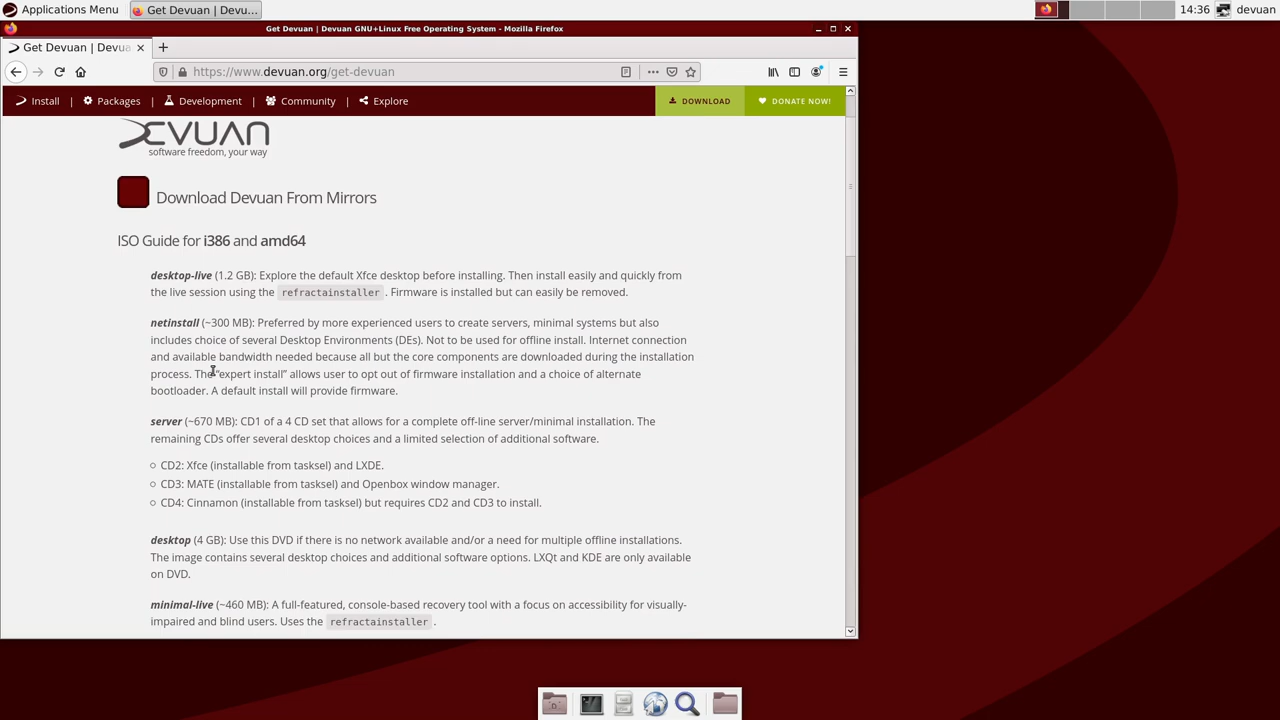 Applications Menu
Get Devuan | Devu...
14:36
devuan
Get Devuan | Devuan GNU+Linux Free Operating System - Mozilla Firefox
Get Devuan | Devua
https://www.devuan.org/get-devuan
Install | Packages | Development | Community | Explore
DOWNLOAD
DONATE NOW!
DEVUAN
software freedom, your way
Download Devuan From Mirrors
ISO Guide for i386 and amd64
desktop-live (1.2 GB): Explore the default Xfce desktop before installing. Then install easily and quickly from
the live session using the refractainstaller. Firmware is installed but can easily be removed.
netinstall (~300 MB): Preferred by more experienced users to create servers, minimal systems but also
includes choice of several Desktop Environments (DEs). Not to be used for offline install. Internet connection
and available bandwidth needed because all but the core components are downloaded during the installation
process. The “expert install” allows user to opt out of firmware installation and a choice of alternate
bootloader. A default install will provide firmware.
server (~670 MB): CD1 of a 4 CD set that allows for a complete off-line server/minimal installation. The
remaining CDs offer several desktop choices and a limited selection of additional software.
CD2: Xfce (installable from tasksel) and LXDE.
CD3: MATE (installable from tasksel) and Openbox window manager.
CD4: Cinnamon (installable from tasksel) but requires CD2 and CD3 to install.
desktop (4 GB): Use this DVD if there is no network available and/or a need for multiple offline installations.
The image contains several desktop choices and additional software options. LXQt and KDE are only available
on DVD.
minimal-live (~460 MB): A full-featured, console-based recovery tool with a focus on accessibility for visually-
impaired and blind users. Uses the refractainstaller.